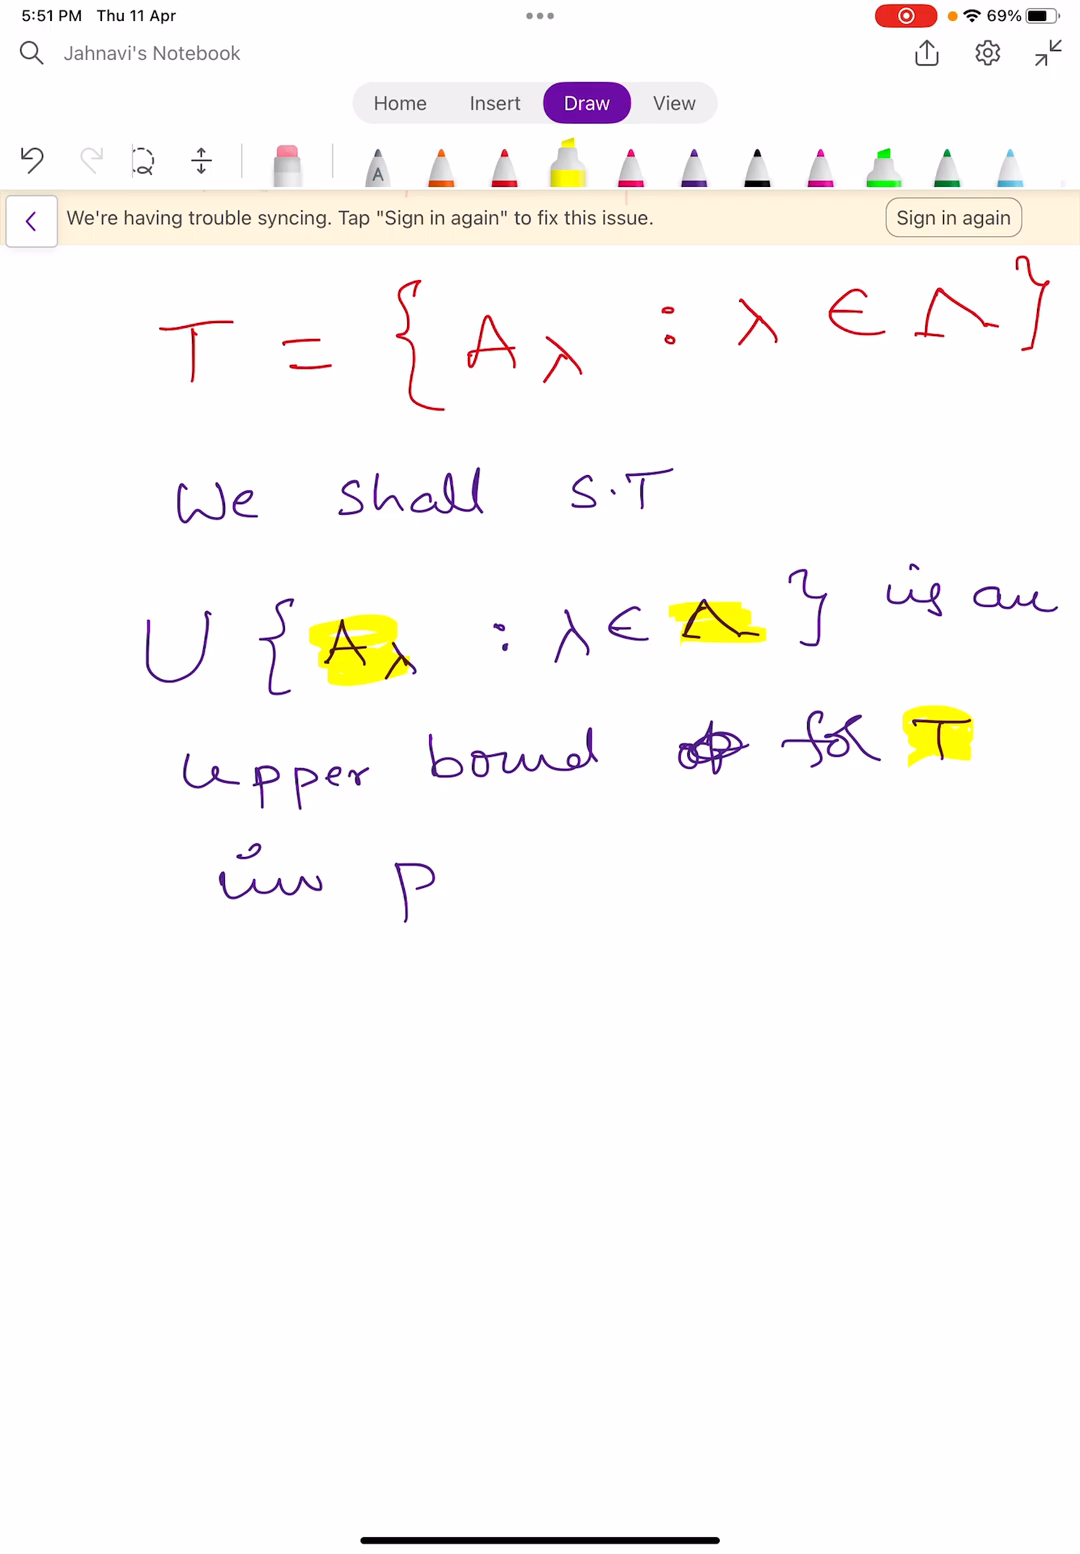 5:51 PM Thu 11 Apr 69%
Jahnavi's Notebook
Home Insert Draw View
A
We're having trouble syncing. Tap "Sign in again" to fix this issue. Sign in again
T = { Aλ : λ ∈ Λ }
We shall S.T
∪ { Aλ : λ ∈ Λ } is an
upper bound for T
in P